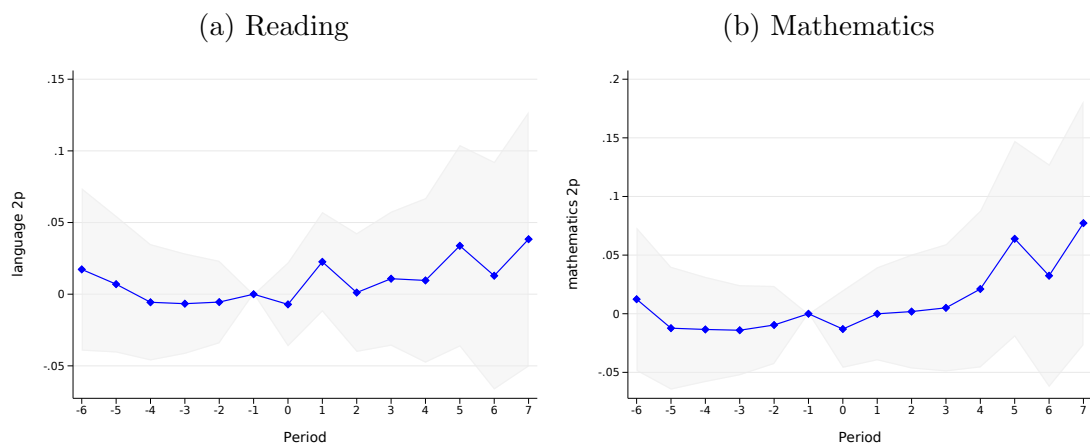 (a) Reading
.15
.1
.05
0
-.05
language 2p
-6 -5 -4 -3 -2 -1 0 1 2 3 4 5 6 7
Period
(b) Mathematics
.2
.15
.1
.05
0
-.05
mathematics 2p
-6 -5 -4 -3 -2 -1 0 1 2 3 4 5 6 7
Period